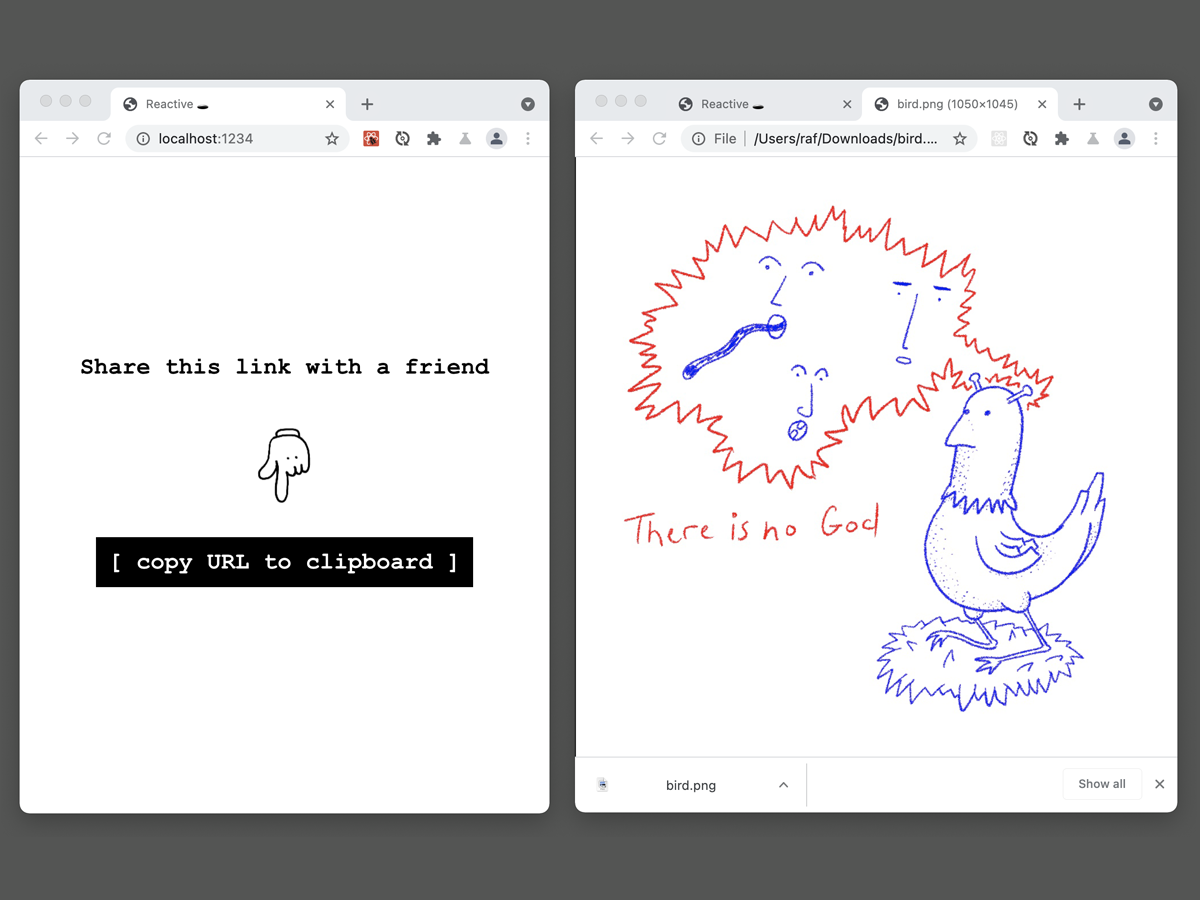 Reactive
localhost:1234
Share this link with a friend
[ copy URL to clipboard ]
Reactive
bird.png (1050×1045)
File
/Users/raf/Downloads/bird....
There is no God
bird.png
Show all